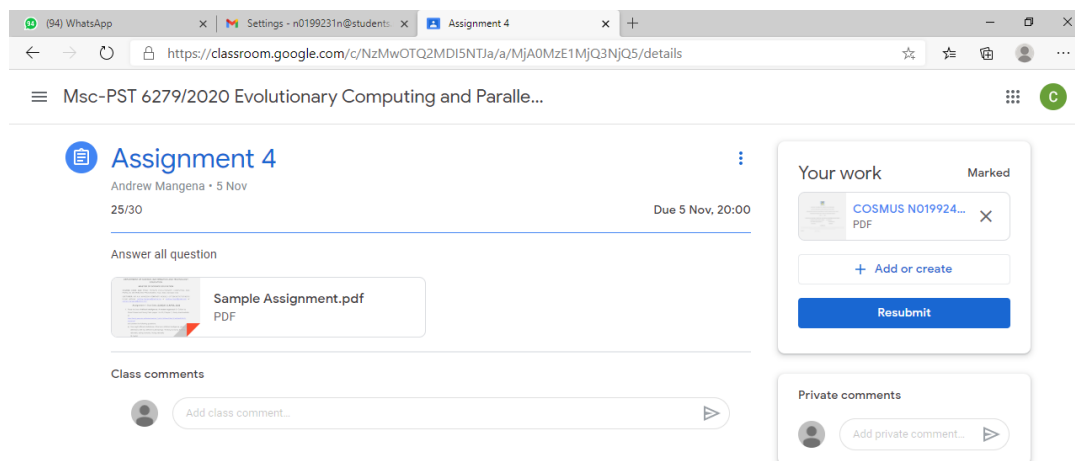 (94) WhatsApp
Settings - n0199231n@students
Assignment 4
https://classroom.google.com/c/NzMwOTQ2MDI5NTJa/a/MjA0MzE1MjQ3NjQ5/details
Msc-PST 6279/2020 Evolutionary Computing and Paralle...
C
Assignment 4
Andrew Mangena • 5 Nov
25/30
Due 5 Nov, 20:00
Answer all question
Sample Assignment.pdf
PDF
Class comments
Add class comment...
Your work
Marked
COSMUS N019924...
PDF
+ Add or create
Resubmit
Private comments
Add private comment...